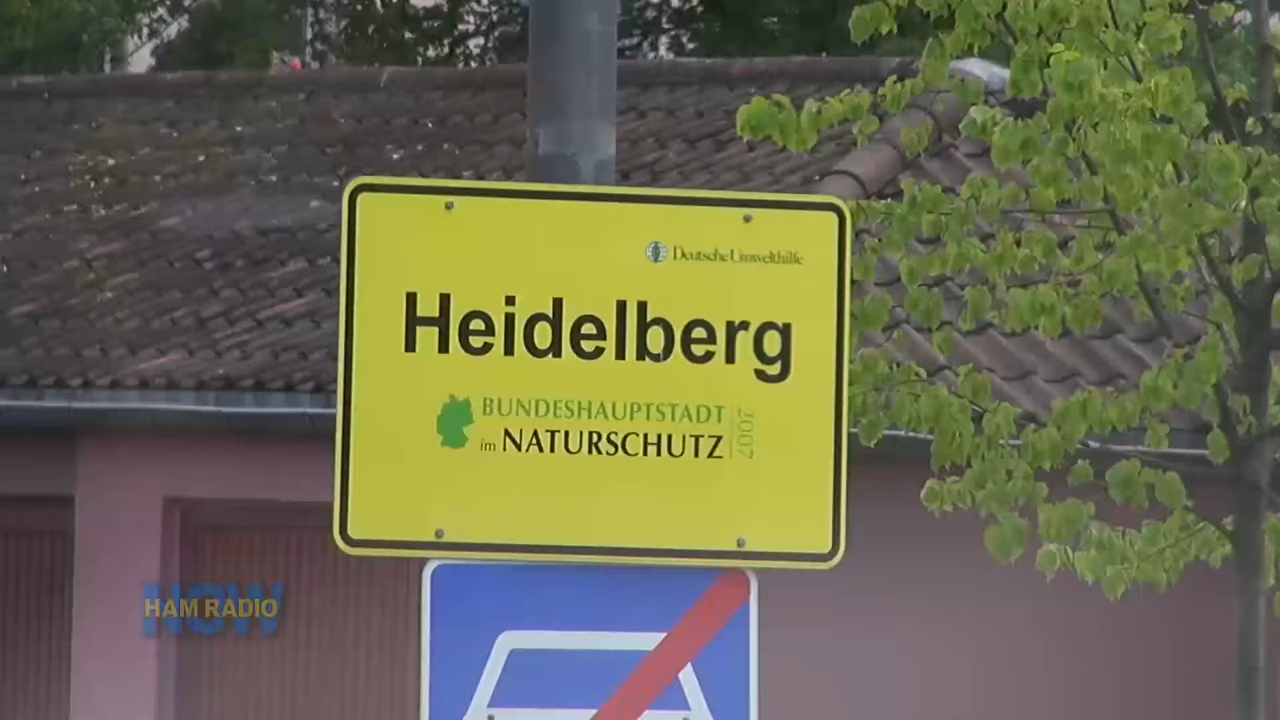 Deutsche Umwelthilfe
Heidelberg
BUNDESHAUPTSTADT
im NATURSCHUTZ
2007
HAM RADIO
NOW